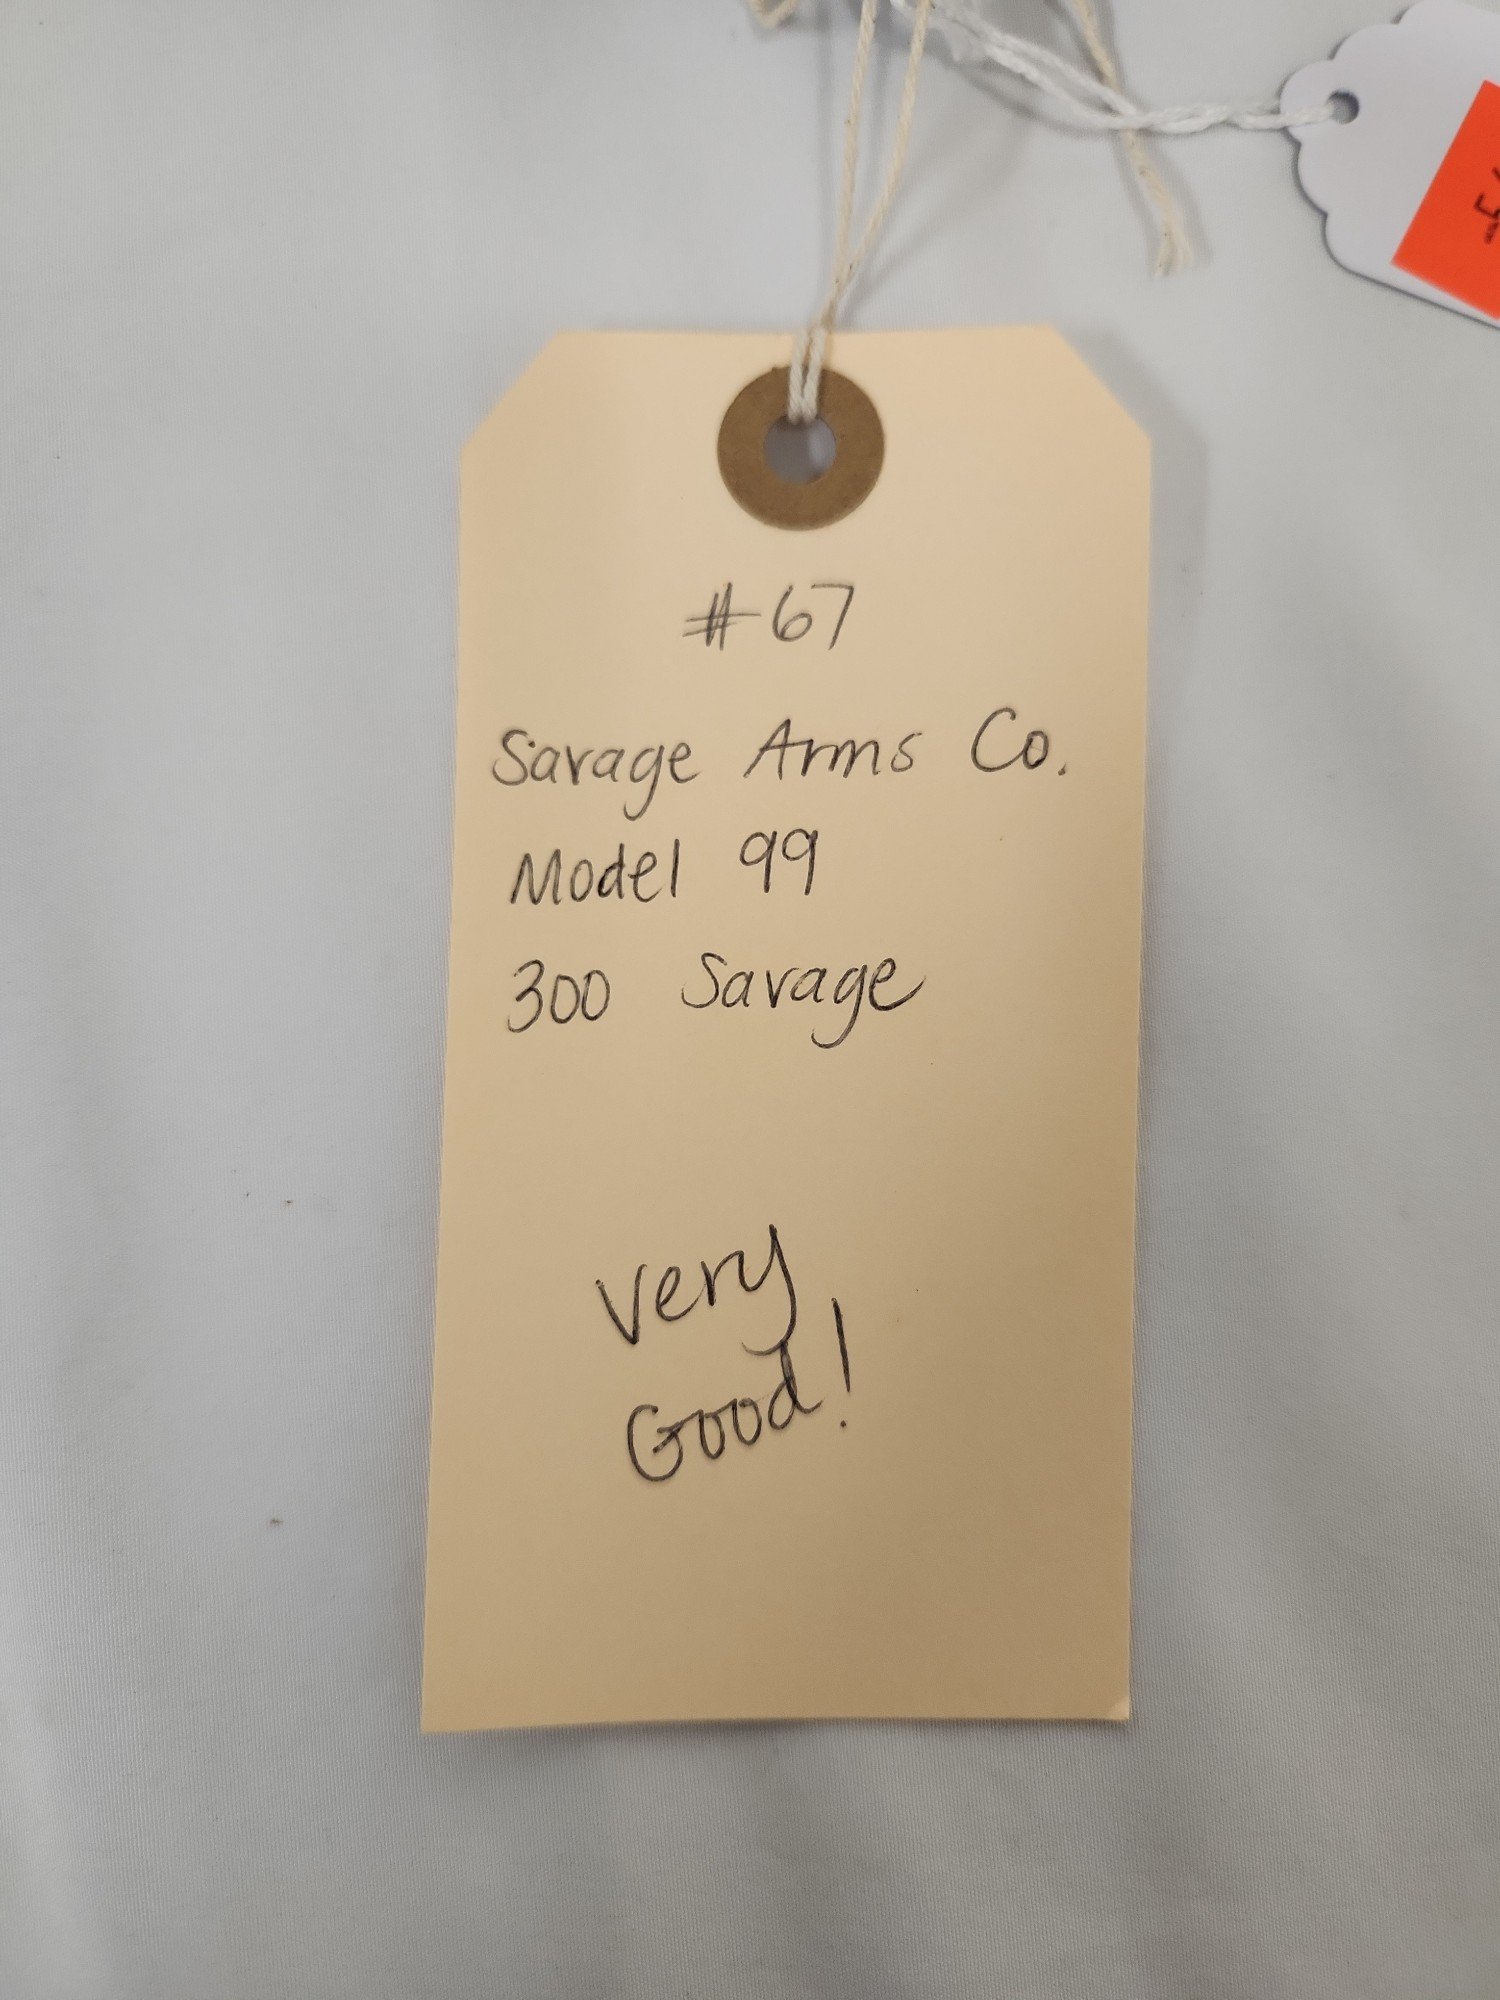 #67
Savage Arms Co.
Model 99
300 Savage
Very
Good!